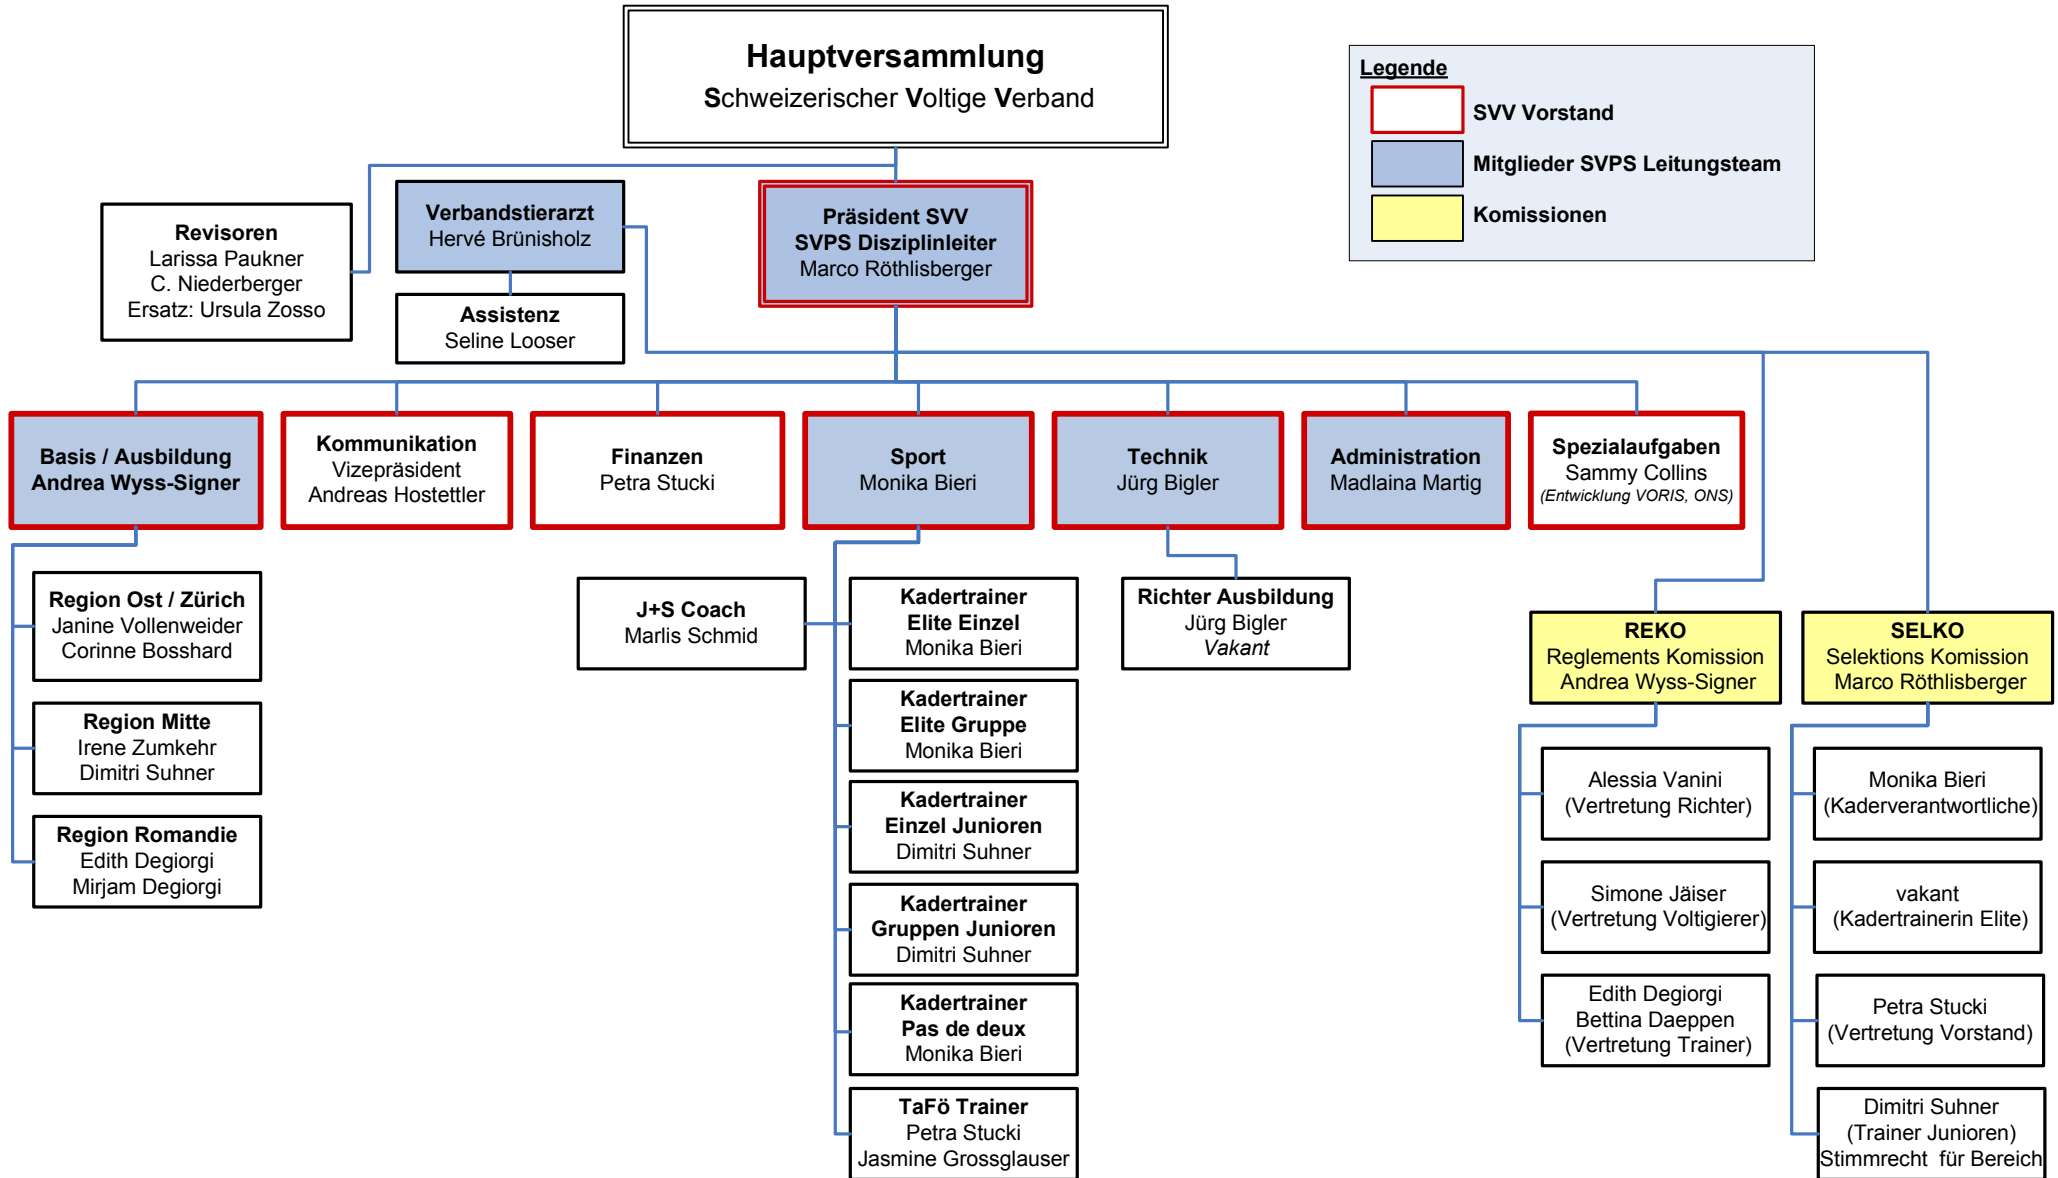 Hauptversammlung
Schweizerischer Voltige Verband
Legende
SVV Vorstand
Mitglieder SVPS Leitungsteam
Komissionen
Revisoren
Larissa Paukner
C. Niederberger
Ersatz: Ursula Zosso
Verbandstierarzt
Hervé Brünisholz
Assistenz
Seline Looser
Präsident SVV
SVPS Disziplinleiter
Marco Röthlisberger
Basis / Ausbildung
Andrea Wyss-Signer
Kommunikation
Vizepräsident
Andreas Hostettler
Finanzen
Petra Stucki
Sport
Monika Bieri
Technik
Jürg Bigler
Administration
Madlaina Martig
Spezialaufgaben
Sammy Collins
(Entwicklung VORIS, ONS)
Region Ost / Zürich
Janine Vollenweider
Corinne Bosshard
Region Mitte
Irene Zumkehr
Dimitri Suhner
Region Romandie
Edith Degiorgi
Mirjam Degiorgi
J+S Coach
Marlis Schmid
Kadertrainer
Elite Einzel
Monika Bieri
Kadertrainer
Elite Gruppe
Monika Bieri
Kadertrainer
Einzel Junioren
Dimitri Suhner
Kadertrainer
Gruppen Junioren
Dimitri Suhner
Kadertrainer
Pas de deux
Monika Bieri
TaFö Trainer
Petra Stucki
Jasmine Grossglauser
Richter Ausbildung
Jürg Bigler
Vakant
REKO
Reglements Komission
Andrea Wyss-Signer
Alessia Vanini
(Vertretung Richter)
Simone Jäiser
(Vertretung Voltigierer)
Edith Degiorgi
Bettina Daeppen
(Vertretung Trainer)
SELKO
Selektions Komission
Marco Röthlisberger
Monika Bieri
(Kaderverantwortliche)
vakant
(Kadertrainerin Elite)
Petra Stucki
(Vertretung Vorstand)
Dimitri Suhner
(Trainer Junioren)
Stimmrecht für Bereich